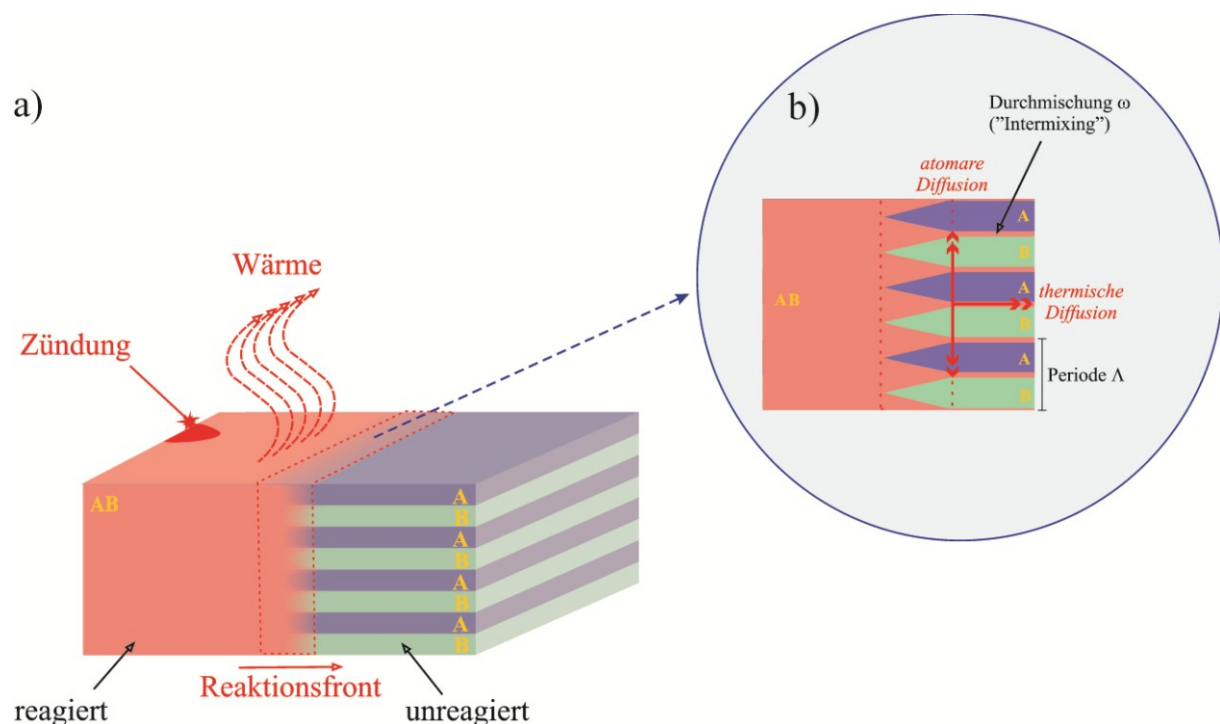 a)
Wärme
Zündung
AB
A
B
A
B
A
B
A
B
Reaktionsfront
reagiert
unreagiert
b)
Durchmischung ω
("Intermixing")
atomare
Diffusion
A
B
A
AB
thermische
Diffusion
B
A
Periode Λ
B